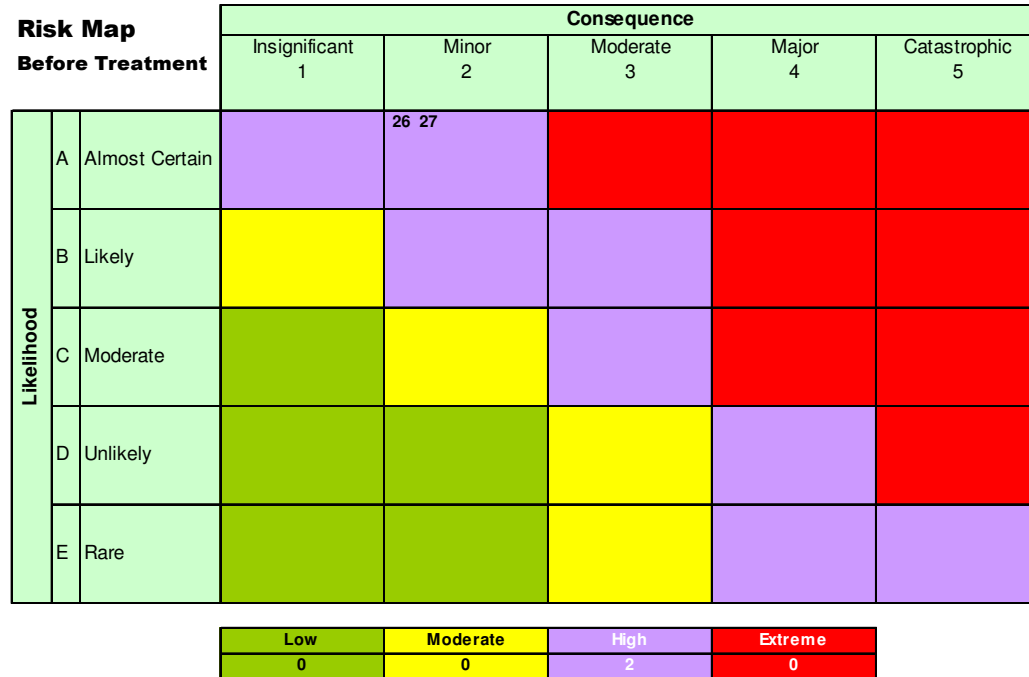 Risk Map
Before Treatment
Consequence
Insignificant Minor Moderate Major Catastrophic
1 2 3 4 5
Likelihood
A Almost Certain 26 27
B Likely
C Moderate
D Unlikely
E Rare
Low Moderate High Extreme
0 0 2 0